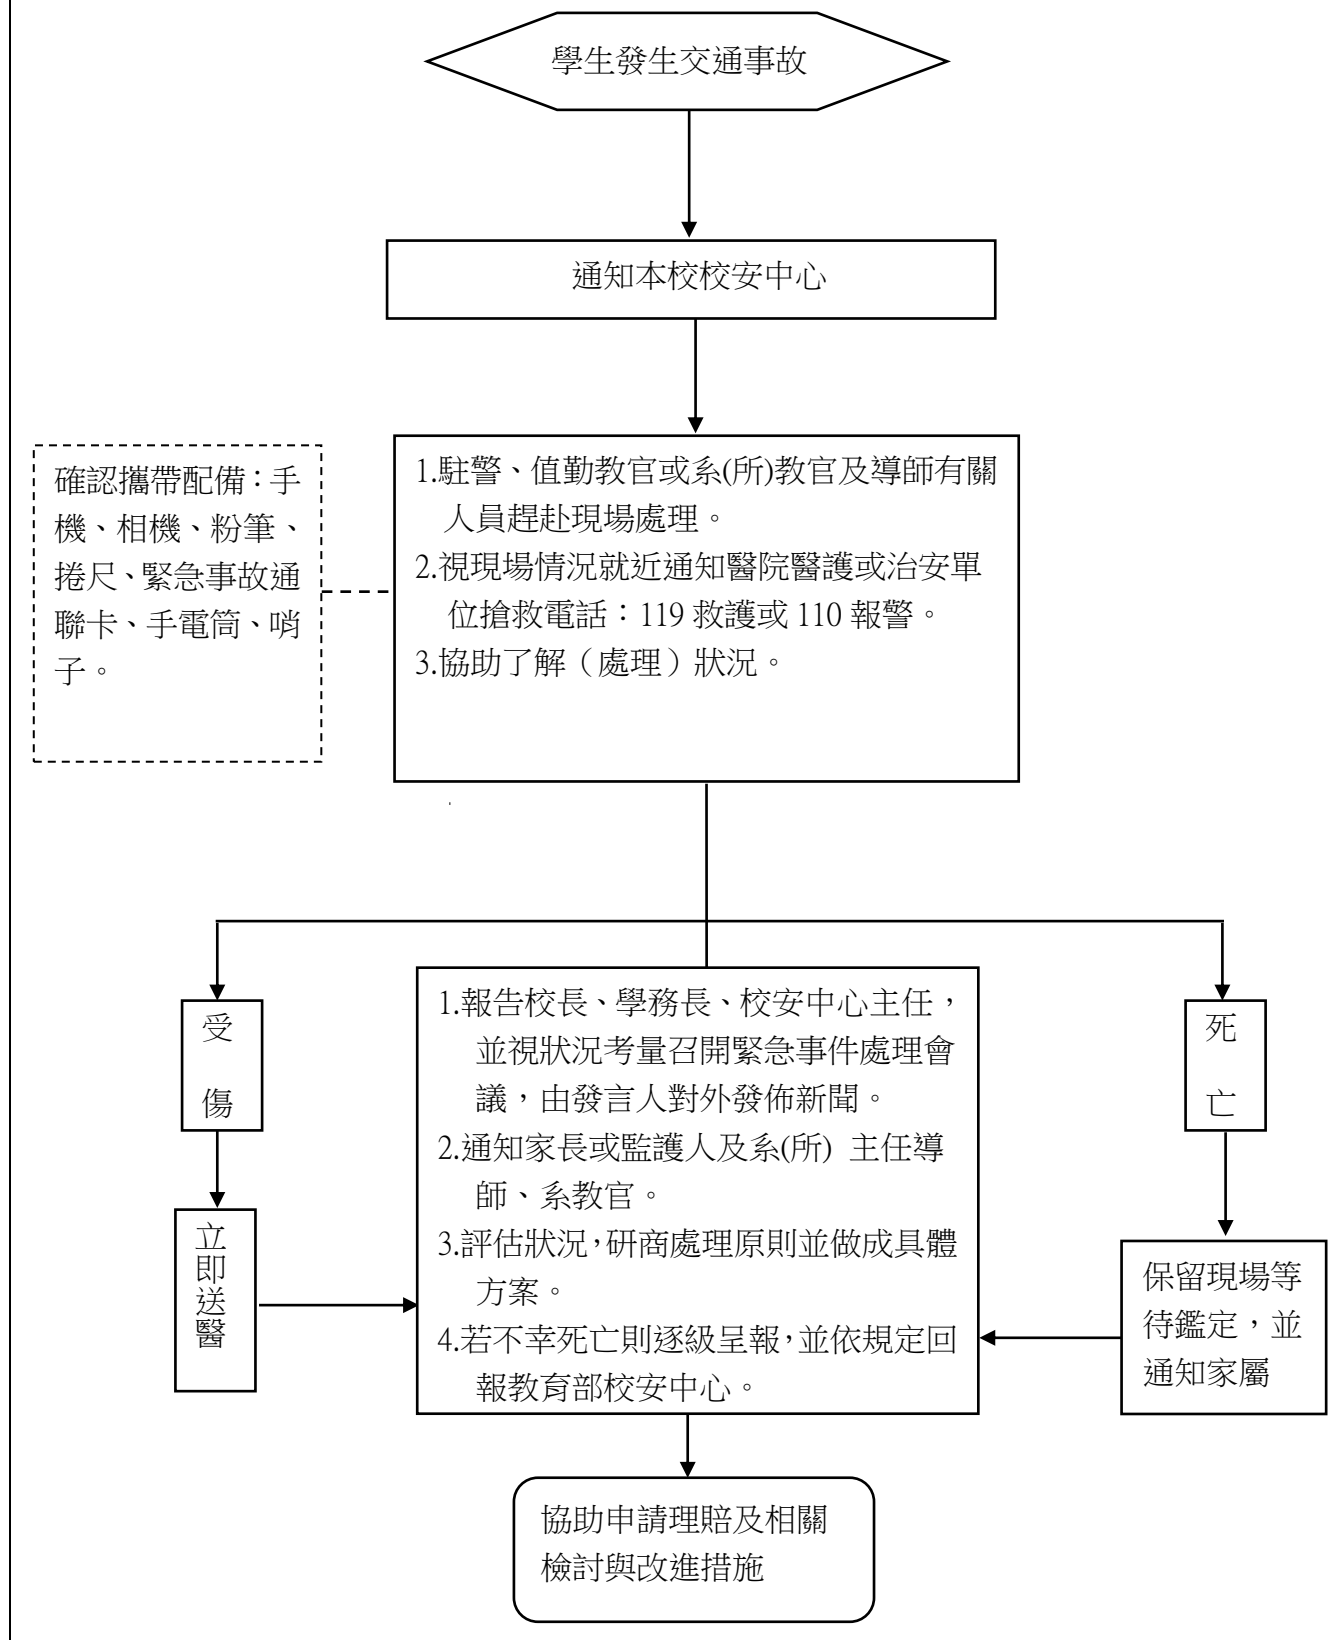 學生發生交通事故
通知本校校安中心
確認攜帶配備：手
機、相機、粉筆、
捲尺、緊急事故通
聯卡、手電筒、哨
子。
1.駐警、值勤教官或系(所)教官及導師有關
人員趕赴現場處理。
2.視現場情況就近通知醫院醫護或治安單
位搶救電話：119 救護或 110 報警。
3.協助了解（處理）狀況。
受
傷
立
即
送
醫
1.報告校長、學務長、校安中心主任，
並視狀況考量召開緊急事件處理會
議，由發言人對外發佈新聞。
2.通知家長或監護人及系(所) 主任導
師、系教官。
3.評估狀況，研商處理原則並做成具體
方案。
4.若不幸死亡則逐級呈報，並依規定回
報教育部校安中心。
死
亡
保留現場等
待鑑定，並
通知家屬
協助申請理賠及相關
檢討與改進措施